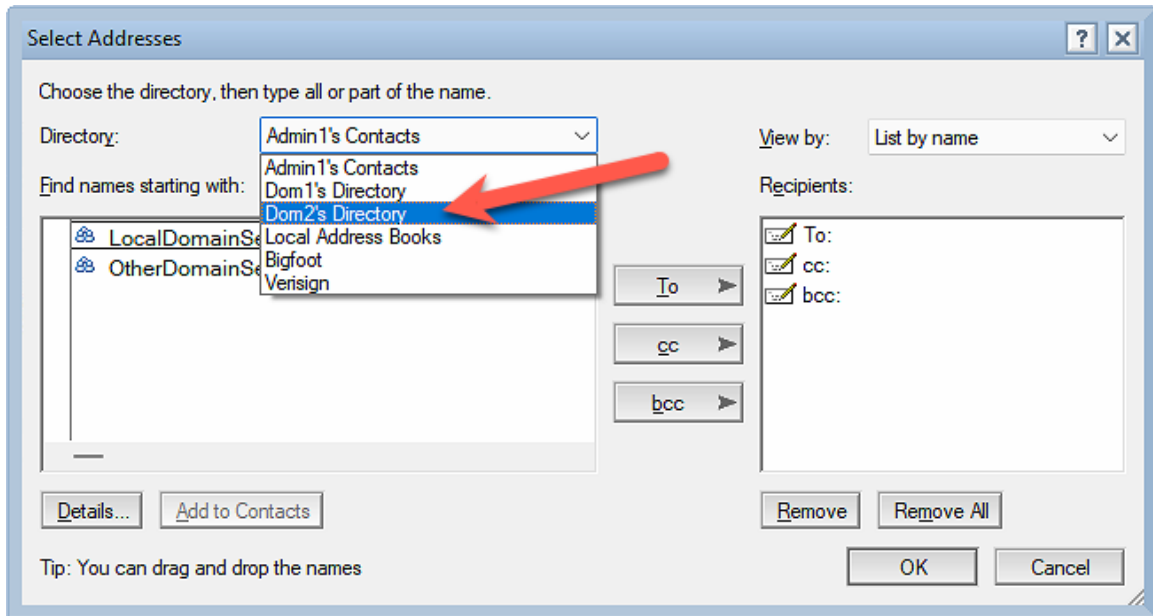 Select Addresses
?
Choose the directory, then type all or part of the name.
Directory:
Admin1's Contacts
View by:
List by name
Admin1's Contacts
Dom1's Directory
Dom2's Directory
Local Address Books
Bigfoot
Verisign
Find names starting with:
Recipients:
LocalDomainSe
OtherDomainSe
To
cc
bcc
To:
cc:
bcc:
Details...
Add to Contacts
Remove
Remove All
Tip: You can drag and drop the names
OK
Cancel